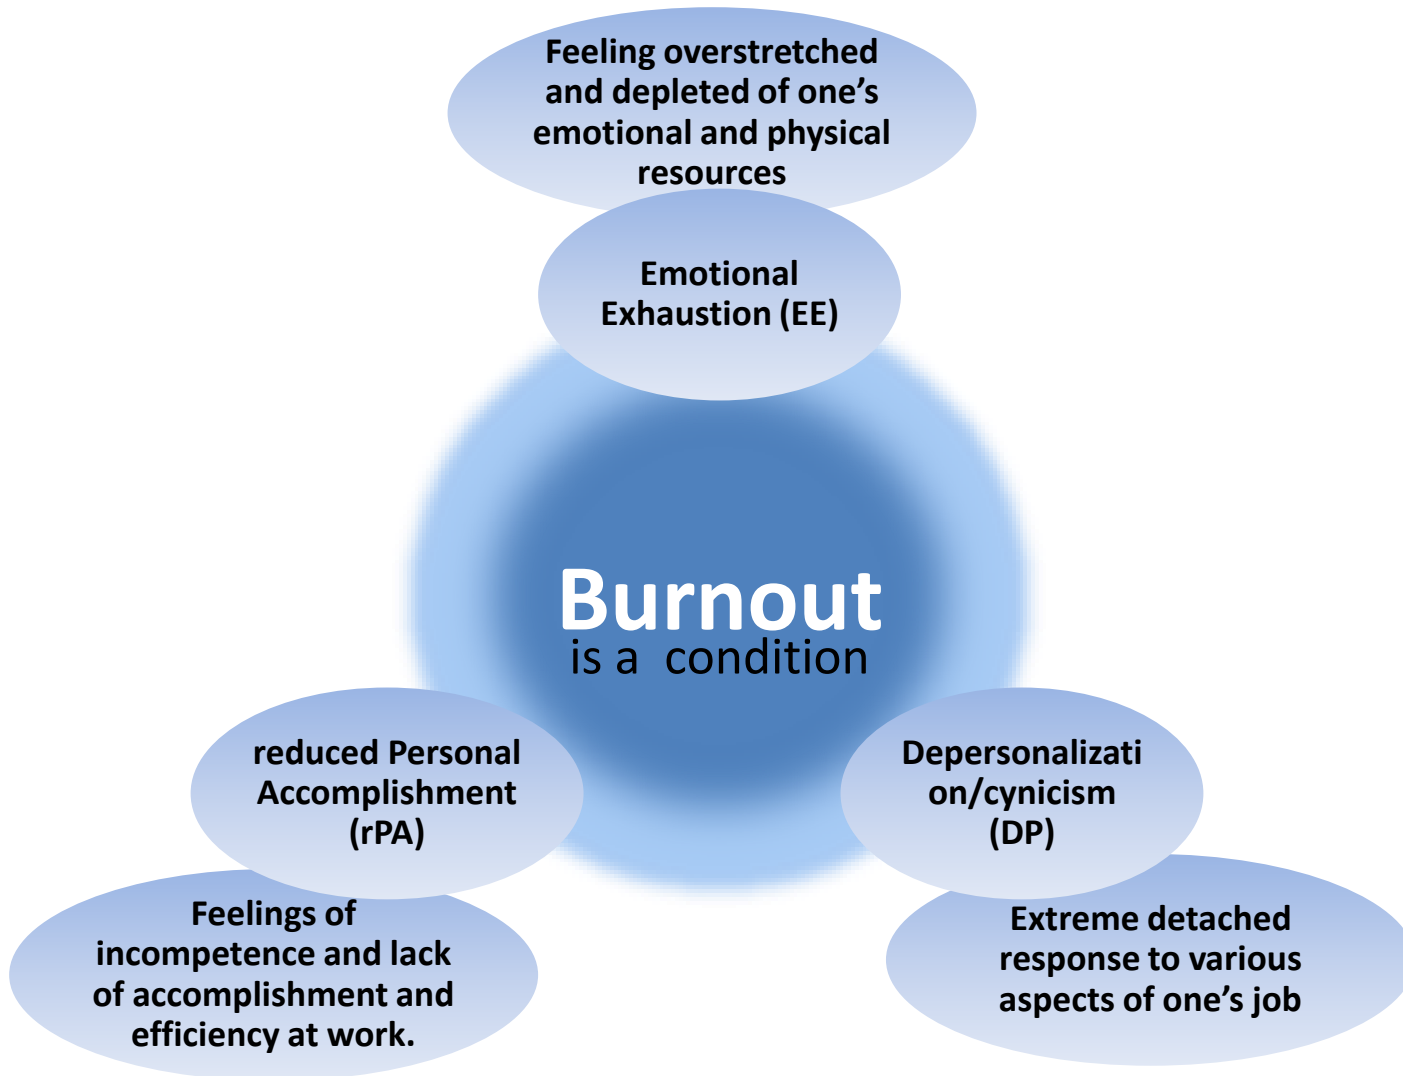 Feeling overstretched
and depleted of one’s
emotional and physical
resources
Emotional
Exhaustion (EE)
Burnout
is a  condition
reduced Personal
Accomplishment
(rPA)
Feelings of
incompetence and lack
of accomplishment and
efficiency at work.
Depersonalizati
on/cynicism
(DP)
Extreme detached
response to various
aspects of one’s job